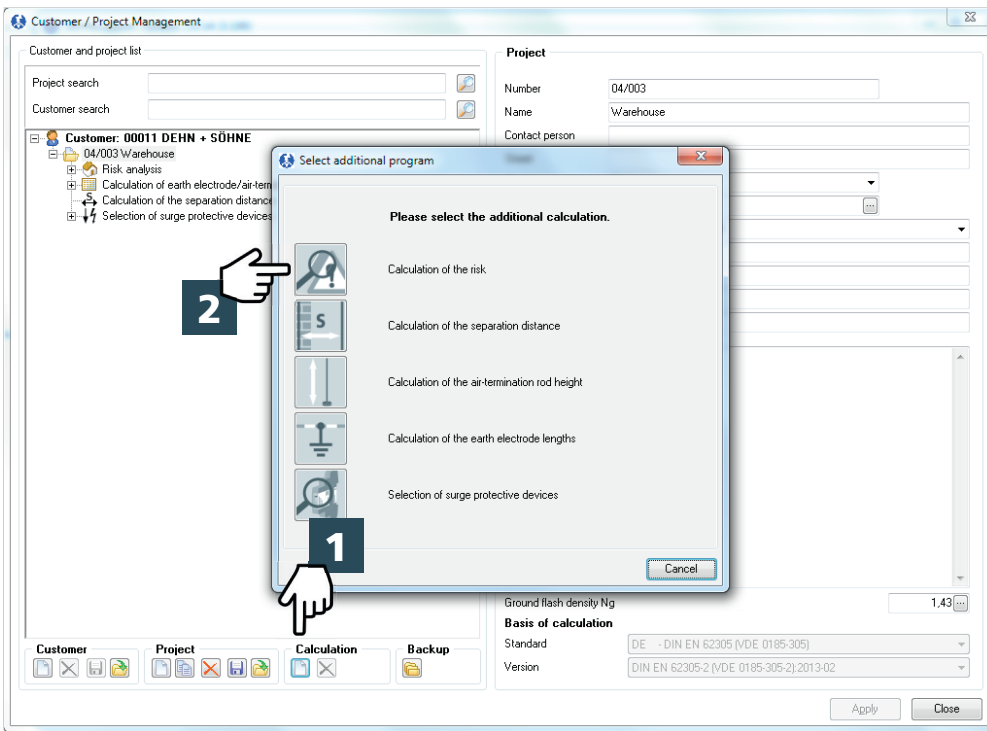 Customer / Project Management
Customer and project list
Project search
Customer search
Customer: 00011 DEHN + SÖHNE
04/003 Warehouse
Risk analysis
Calculation of earth electrode/air-tern
Calculation of the separation distance
Selection of surge protective devices
Project
Number 04/003
Name Warehouse
Contact person
Select additional program
Please select the additional calculation.
Calculation of the risk
Calculation of the separation distance
S
Calculation of the air-termination rod height
Calculation of the earth electrode lengths
Selection of surge protective devices
Cancel
2
1
Ground flash density Ng 1,43 ...
Basis of calculation
Standard DE - DIN EN 62305 (VDE 0185-305)
Version DIN EN 62305-2 (VDE 0185-305-2):2013-02
Customer Project Calculation Backup
Apply Close